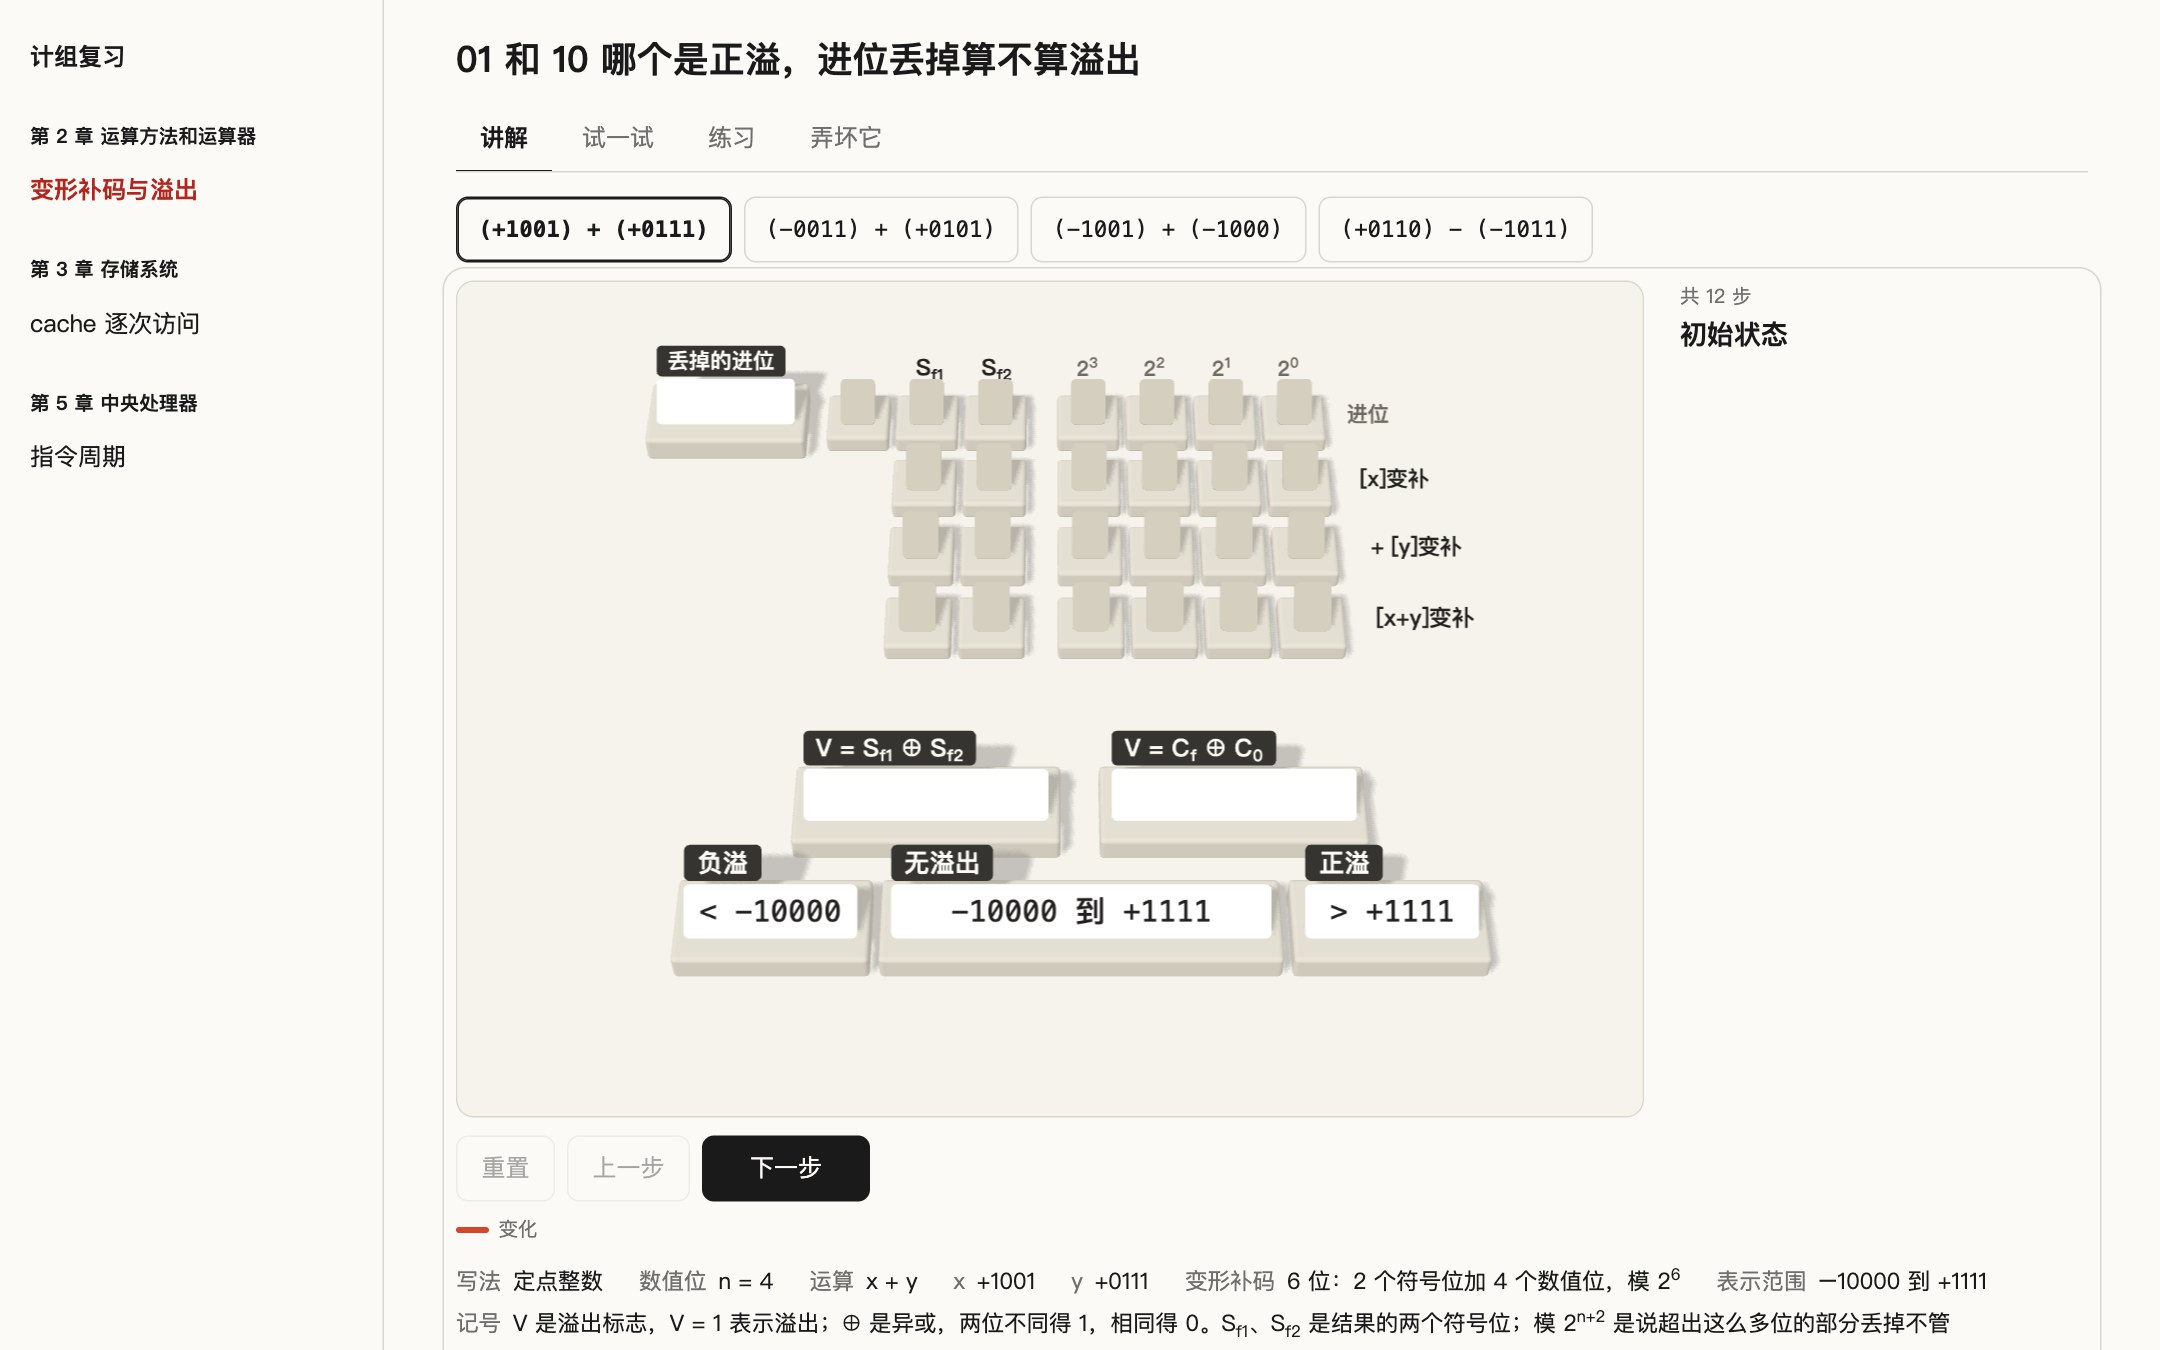 计组复习
第 2 章 运算方法和运算器
变形补码与溢出
第 3 章 存储系统
cache 逐次访问
第 5 章 中央处理器
指令周期
01 和 10 哪个是正溢，进位丢掉算不算溢出
讲解 试一试 练习 弄坏它
(+1001) + (+0111) (−0011) + (+0101) (−1001) + (−1000) (+0110) − (−1011)
共 12 步
初始状态
丢掉的进位
Sf1 Sf2 2³ 2² 2¹ 2⁰
进位
[x]变补
+ [y]变补
[x+y]变补
V = Sf1 ⊕ Sf2 V = Cf ⊕ C0
负溢 无溢出 正溢
< −10000 −10000 到 +1111 > +1111
重置 上一步 下一步
变化
写法 定点整数 数值位 n = 4 运算 x + y x +1001 y +0111 变形补码 6 位：2 个符号位加 4 个数值位，模 2⁶ 表示范围 −10000 到 +1111
记号 V 是溢出标志，V = 1 表示溢出；⊕ 是异或，两位不同得 1，相同得 0。Sf1、Sf2 是结果的两个符号位；模 2ⁿ⁺² 是说超出这么多位的部分丢掉不管